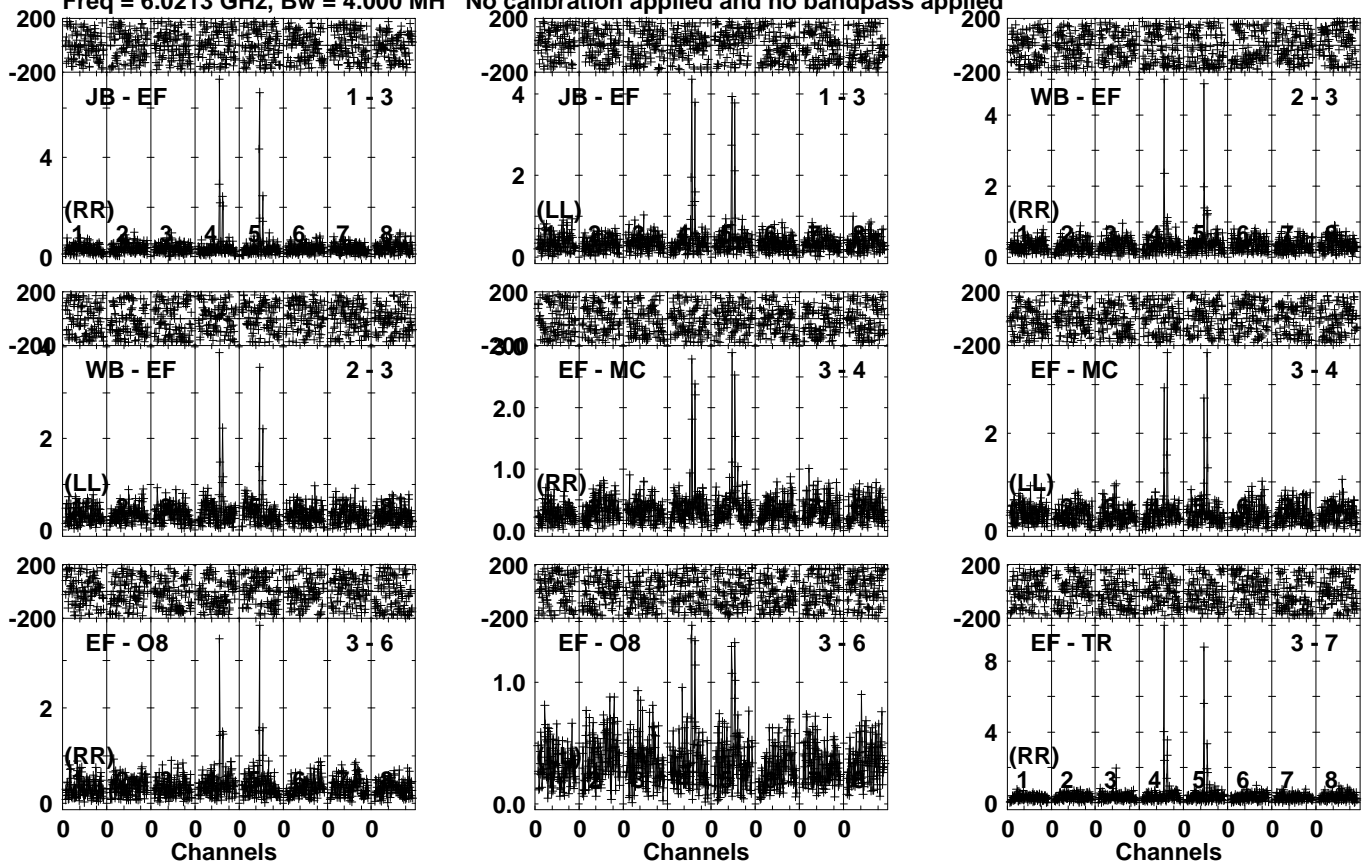 Freq = 6.0213 GHz, Bw = 4.000 MH No calibration applied and no bandpass applied
200 200 200
-200 -200 -200
JB - EF 1 - 3 JB - EF 1 - 3 WB - EF 2 - 3
4 4 4
2 2
(RR) (LL) (RR)
1 2 3 4 5 6 7 8
0 0 0
200 200 200
-200 -200 -200
4 3.0
WB - EF 2 - 3 EF - MC 3 - 4 EF - MC 3 - 4
2 2.0 2
1.0
(LL) (RR) (LL)
0 0.0 0
200 200 200
-200 -200 -200
EF - O8 3 - 6 EF - O8 3 - 6 EF - TR 3 - 7
8
2 1.0 4
(RR) (RR)
1 2 3 4 5 6 7 8
0 0.0 0
0 0 0 0 0 0 0 0 0 0 0 0 0 0 0 0 0 0 0 0 0 0 0 0
Channels Channels Channels